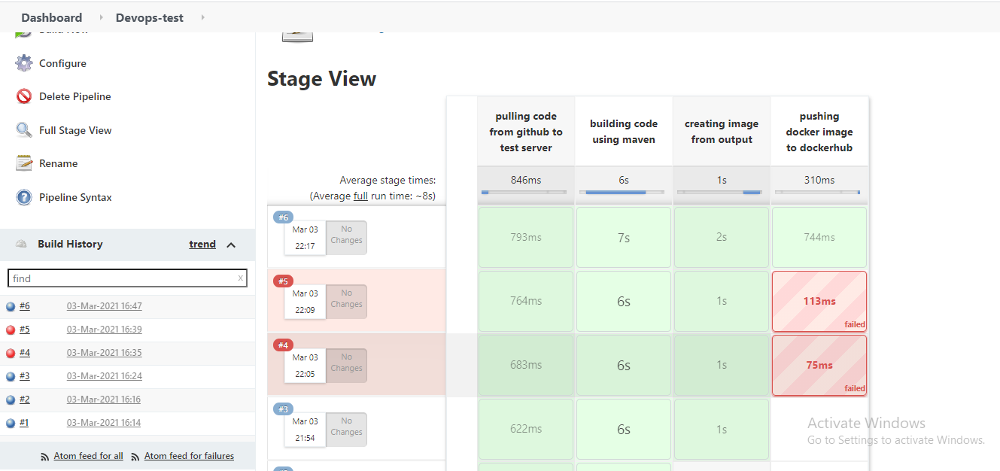 Dashboard
Devops-test
Configure
Delete Pipeline
Full Stage View
Rename
Pipeline Syntax
Build History
trend
find
x
#6 03-Mar-2021 16:47
#5 03-Mar-2021 16:39
#4 03-Mar-2021 16:35
#3 03-Mar-2021 16:24
#2 03-Mar-2021 16:16
#1 03-Mar-2021 16:14
Atom feed for all
Atom feed for failures
Stage View
pulling code
from github to
test server
building code
using maven
creating image
from output
pushing
docker image
to dockerhub
Average stage times:
(Average full run time: ~8s)
846ms
6s
1s
310ms
#6
Mar 03
22:17
No
Changes
793ms
7s
2s
744ms
#5
Mar 03
22:09
No
Changes
764ms
6s
1s
113ms
failed
#4
Mar 03
22:05
No
Changes
683ms
6s
1s
75ms
failed
#3
Mar 03
21:54
No
Changes
622ms
6s
1s
Activate Windows
Go to Settings to activate Windows.